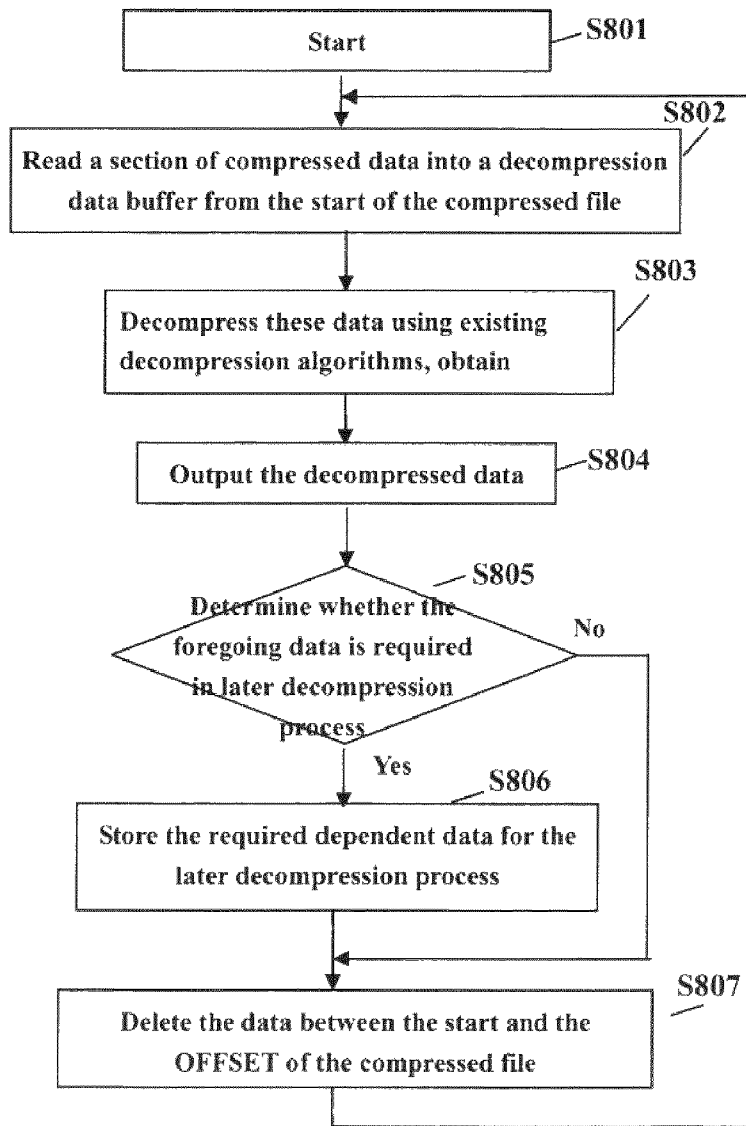 Start
S801
S802
Read a section of compressed data into a decompression
data buffer from the start of the compressed file
S803
Decompress these data using existing
decompression algorithms, obtain
Output the decompressed data
S804
S805
Determine whether the
foregoing data is required
in later decompression
process
No
Yes
S806
Store the required dependent data for the
later decompression process
S807
Delete the data between the start and the
OFFSET of the compressed file